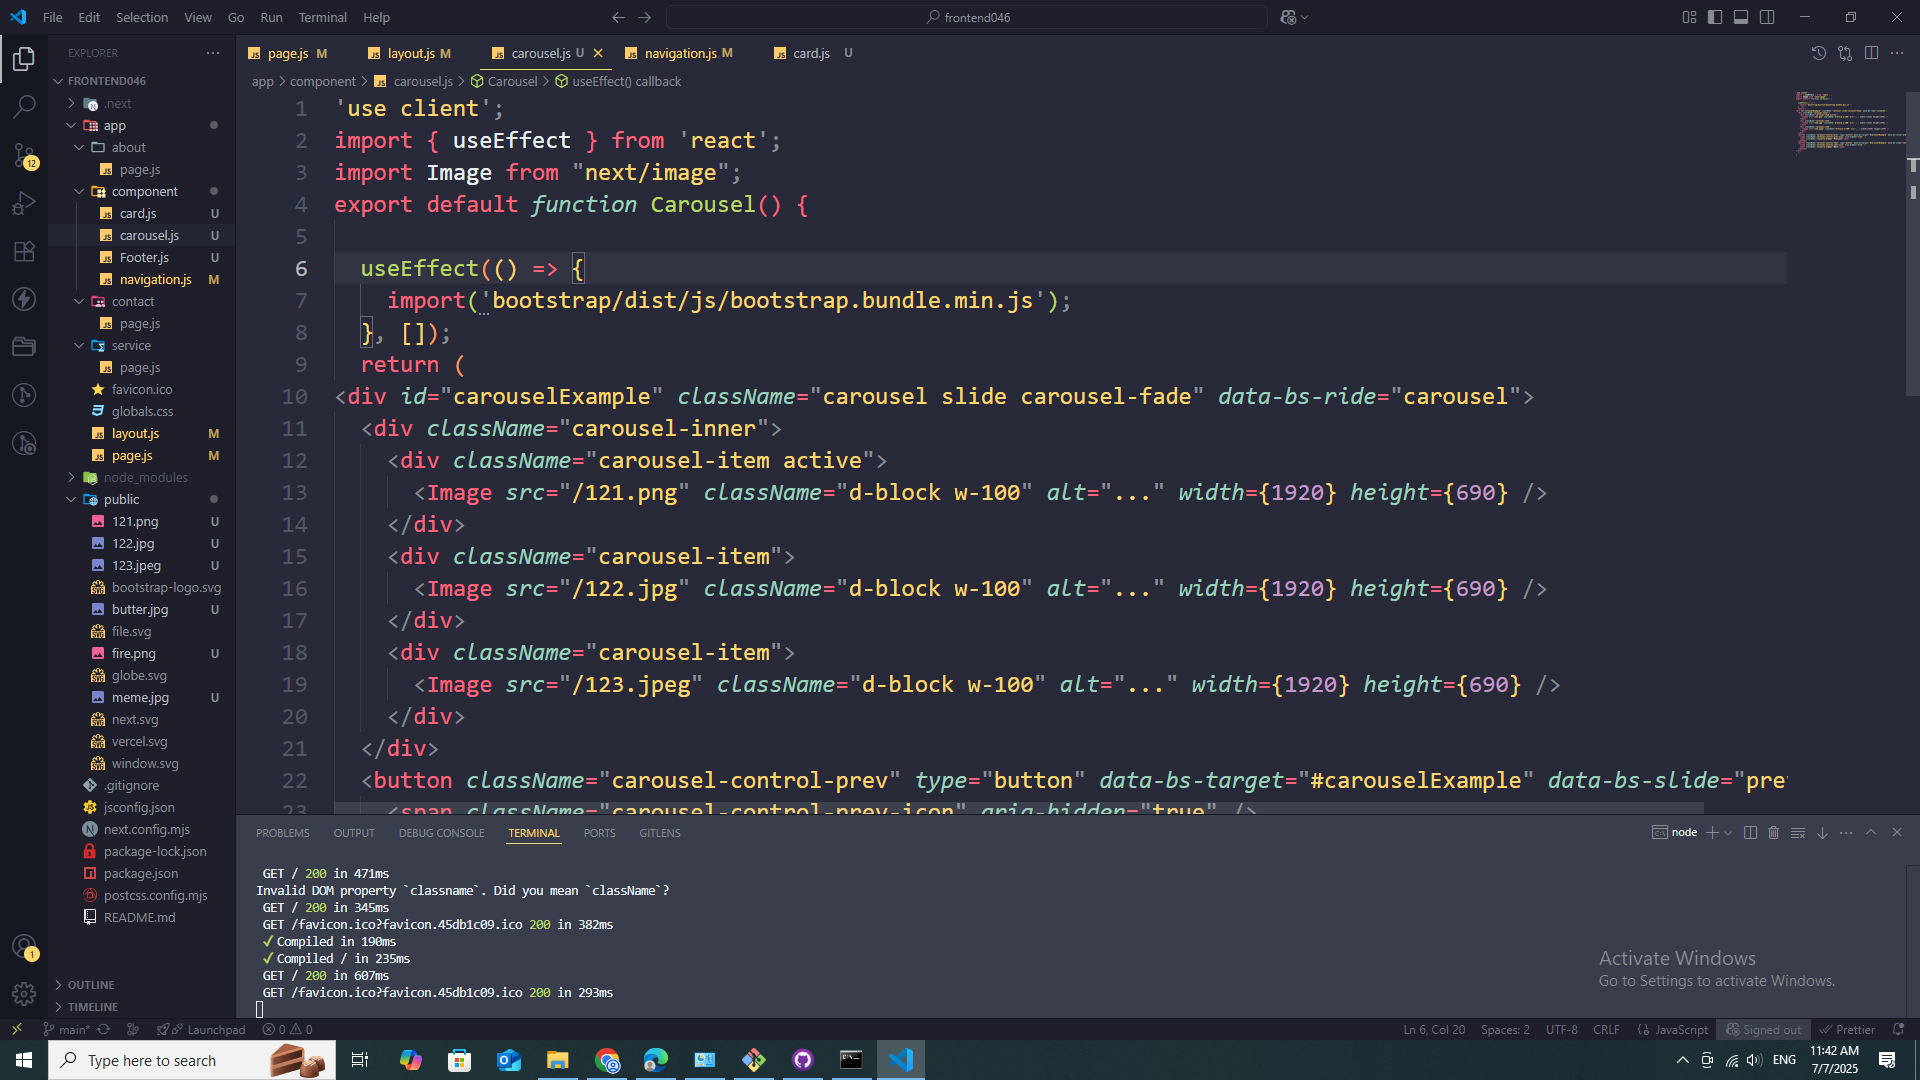 File Edit Selection View Go Run Terminal Help
frontend046
EXPLORER
FRONTEND046
.next
app
about
page.js
component
card.js U
carousel.js U
Footer.js U
navigation.js M
contact
page.js
service
page.js
favicon.ico
globals.css
layout.js M
page.js M
node_modules
public
121.png U
122.jpg U
123.jpeg U
bootstrap-logo.svg
butter.jpg U
file.svg
fire.png U
globe.svg
meme.jpg U
next.svg
vercel.svg
window.svg
.gitignore
jsconfig.json
next.config.mjs
package-lock.json
package.json
postcss.config.mjs
README.md
OUTLINE
TIMELINE
12
1
page.js M layout.js M carousel.js U navigation.js M card.js U
app > component > carousel.js > Carousel > useEffect() callback
1 'use client';
2 import { useEffect } from 'react';
3 import Image from "next/image";
4 export default function Carousel() {
5
6 useEffect(() => {
7 import('bootstrap/dist/js/bootstrap.bundle.min.js');
8 }, []);
9 return (
10 <div id="carouselExample" className="carousel slide carousel-fade" data-bs-ride="carousel">
11 <div className="carousel-inner">
12 <div className="carousel-item active">
13 <Image src="/121.png" className="d-block w-100" alt="..." width={1920} height={690} />
14 </div>
15 <div className="carousel-item">
16 <Image src="/122.jpg" className="d-block w-100" alt="..." width={1920} height={690} />
17 </div>
18 <div className="carousel-item">
19 <Image src="/123.jpeg" className="d-block w-100" alt="..." width={1920} height={690} />
20 </div>
21 </div>
22 <button className="carousel-control-prev" type="button" data-bs-target="#carouselExample" data-bs-slide="pre
23 <span className="carousel-control-prev-icon" aria-hidden="true" />
PROBLEMS OUTPUT DEBUG CONSOLE TERMINAL PORTS GITLENS
node
GET / 200 in 471ms
Invalid DOM property `classname`. Did you mean `className`?
GET / 200 in 345ms
GET /favicon.ico?favicon.45db1c09.ico 200 in 382ms
✓ Compiled in 190ms
✓ Compiled / in 235ms
GET / 200 in 607ms
GET /favicon.ico?favicon.45db1c09.ico 200 in 293ms
Activate Windows
Go to Settings to activate Windows.
main* Launchpad 0 0
Ln 6, Col 20 Spaces: 2 UTF-8 CRLF JavaScript Signed out Prettier
Type here to search
ENG
11:42 AM
7/7/2025